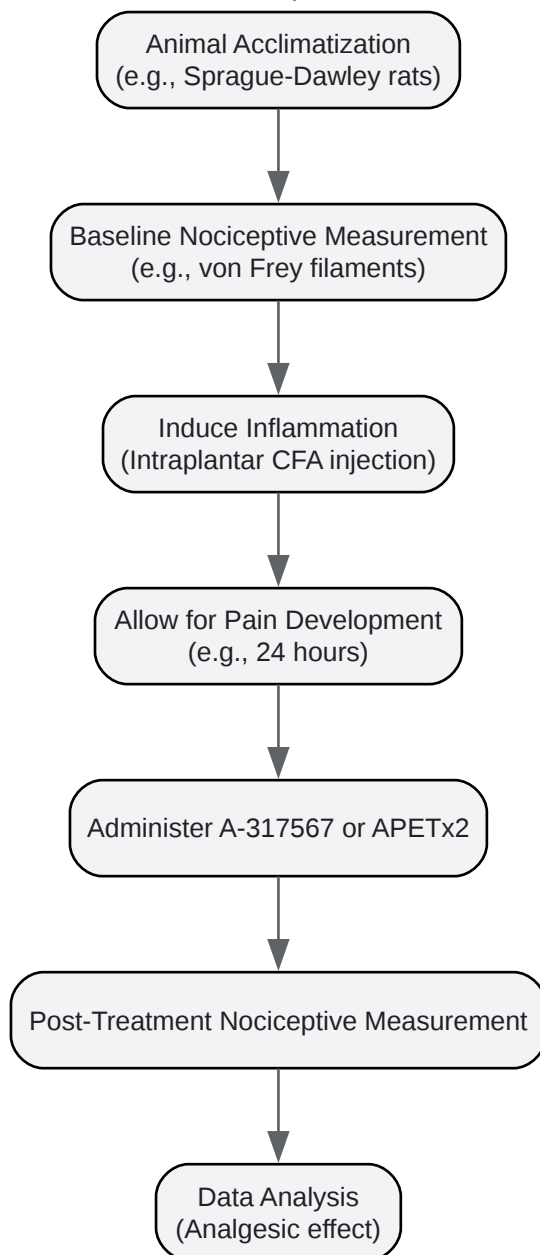 Animal Acclimatization
(e.g., Sprague-Dawley rats)
Baseline Nociceptive Measurement
(e.g., von Frey filaments)
Induce Inflammation
(Intraplantar CFA injection)
Allow for Pain Development
(e.g., 24 hours)
Administer A-317567 or APETx2
Post-Treatment Nociceptive Measurement
Data Analysis
(Analgesic effect)